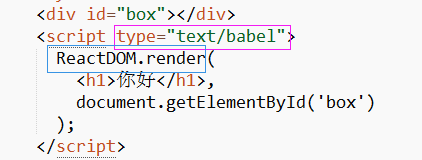 <div id="box"></div>
<script type="text/babel">
ReactDOM.render(
<h1>你好</h1>,
document.getElementById('box')
);
</script>